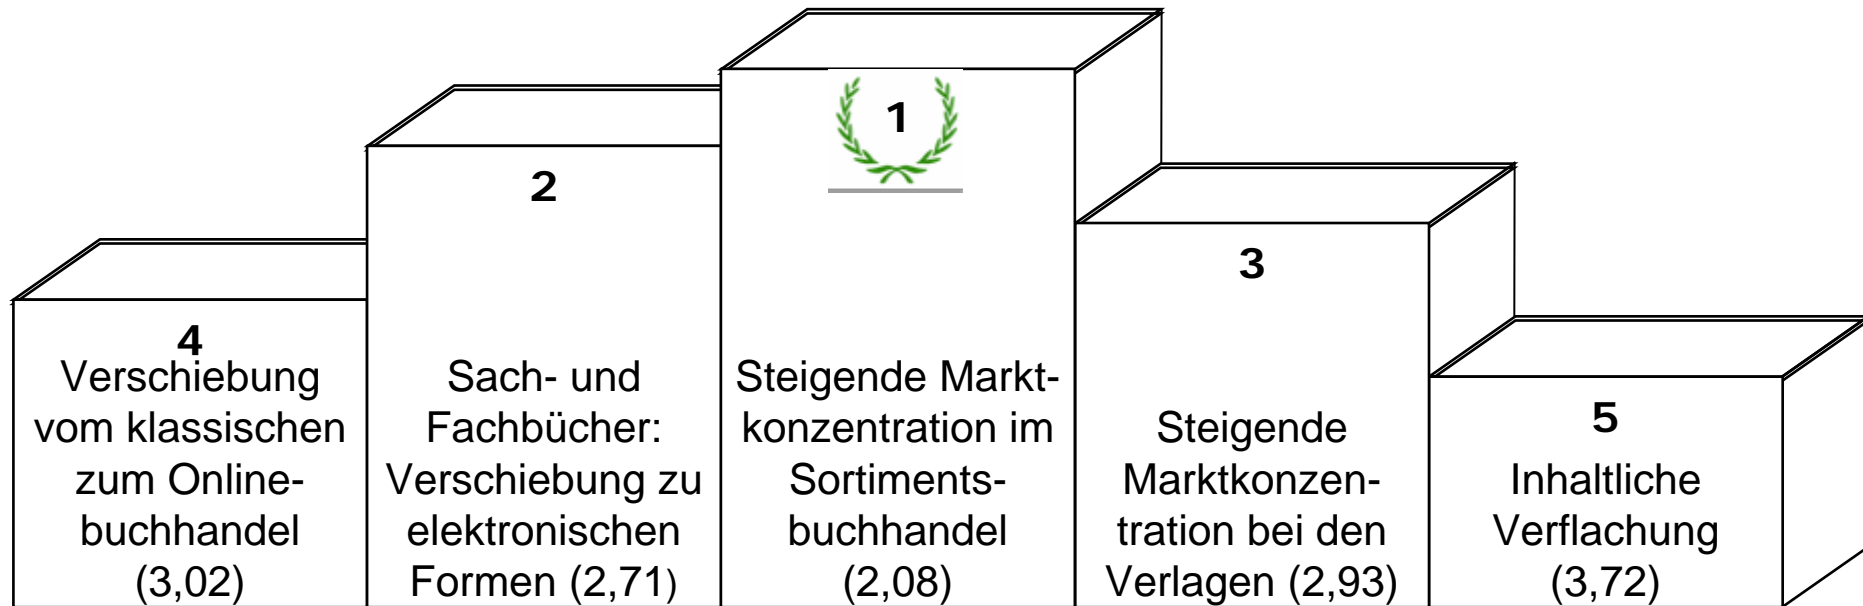 4
Verschiebung
vom klassischen
zum Online-
buchhandel
(3,02)
2
Sach- und
Fachbücher:
Verschiebung zu
elektronischen
Formen (2,71)
1
Steigende Markt-
konzentration im
Sortiments-
buchhandel
(2,08)
3
Steigende
Marktkonzen-
tration bei den
Verlagen (2,93)
5
Inhaltliche
Verflachung
(3,72)